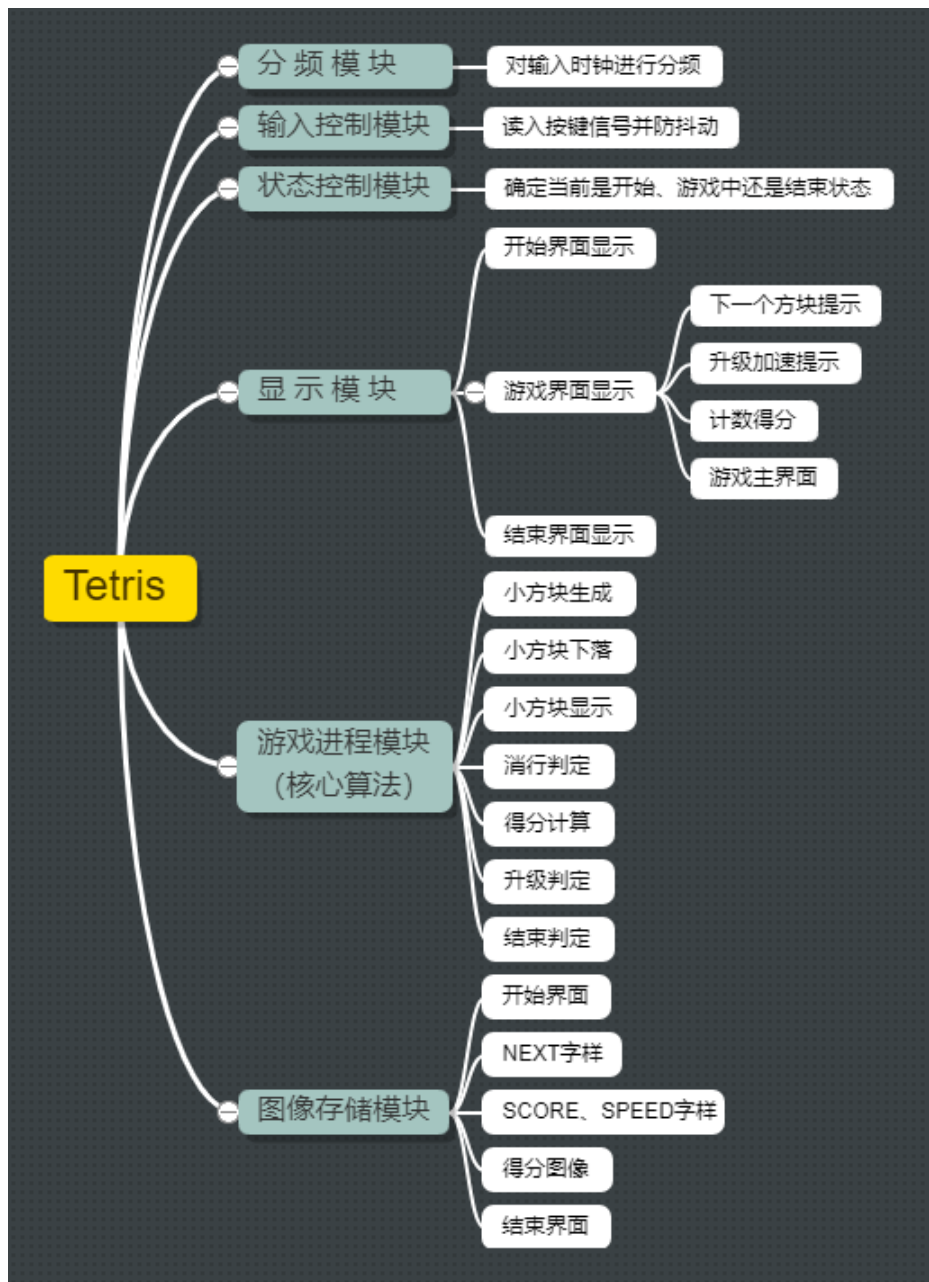 分 频 模 块
对输入时钟进行分频
输入控制模块
读入按键信号并防抖动
状态控制模块
确定当前是开始、游戏中还是结束状态
开始界面显示
下一个方块提示
升级加速提示
显 示 模 块
游戏界面显示
计数得分
游戏主界面
结束界面显示
Tetris
小方块生成
小方块下落
小方块显示
游戏进程模块
（核心算法）
消行判定
得分计算
升级判定
结束判定
开始界面
NEXT字样
图像存储模块
SCORE、SPEED字样
得分图像
结束界面